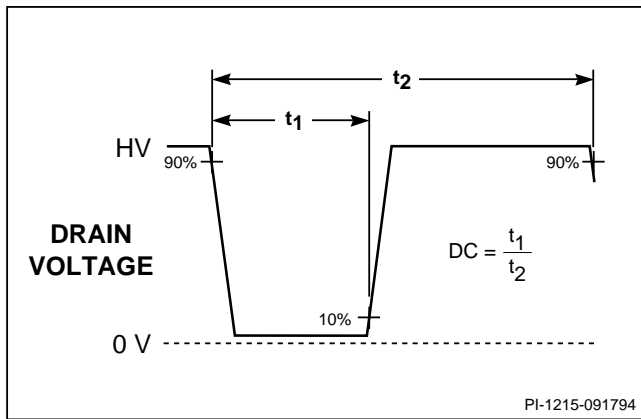 t2
t1
HV
90%
90%
DRAIN
VOLTAGE
DC = t1
t2
10%
0 V
PI-1215-091794